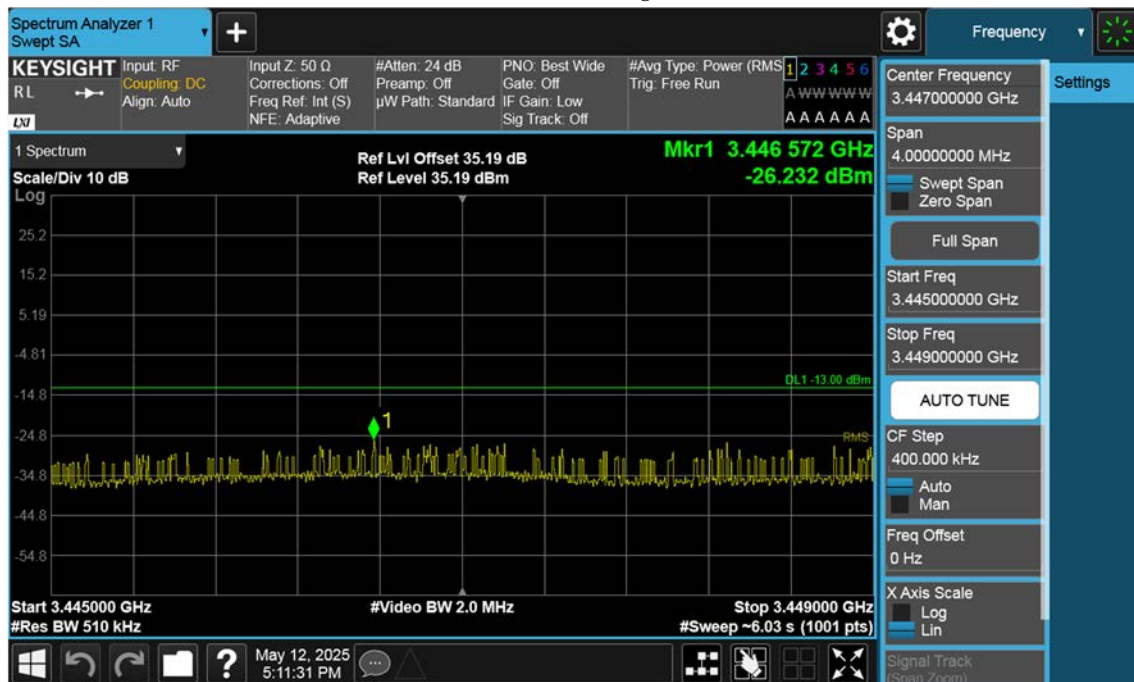 Spectrum Analyzer 1
Swept SA
+
Frequency
KEYSIGHT
RL
LXI
Input: RF
Coupling: DC
Align: Auto
Input Z: 50 Ω
Corrections: Off
Freq Ref: Int (S)
NFE: Adaptive
#Atten: 24 dB
Preamp: Off
µW Path: Standard
PNO: Best Wide
Gate: Off
IF Gain: Low
Sig Track: Off
#Avg Type: Power (RMS
Trig: Free Run
1 2 3 4 5 6
A W W W W W
A A A A A A
1 Spectrum
Scale/Div 10 dB
Ref Lvl Offset 35.19 dB
Ref Level 35.19 dBm
Mkr1 3.446 572 GHz
-26.232 dBm
Log
25.2
15.2
5.19
-4.81
-14.8
-24.8
-34.8
-44.8
-54.8
DL1 -13.00 dBm
1
RMS
Start 3.445000 GHz
#Res BW 510 kHz
#Video BW 2.0 MHz
Stop 3.449000 GHz
#Sweep ~6.03 s (1001 pts)
?
May 12, 2025
5:11:31 PM
Center Frequency
3.447000000 GHz
Span
4.00000000 MHz
Swept Span
Zero Span
Full Span
Start Freq
3.445000000 GHz
Stop Freq
3.449000000 GHz
AUTO TUNE
CF Step
400.000 kHz
Auto
Man
Freq Offset
0 Hz
X Axis Scale
Log
Lin
Signal Track
(Span Zoom)
Settings